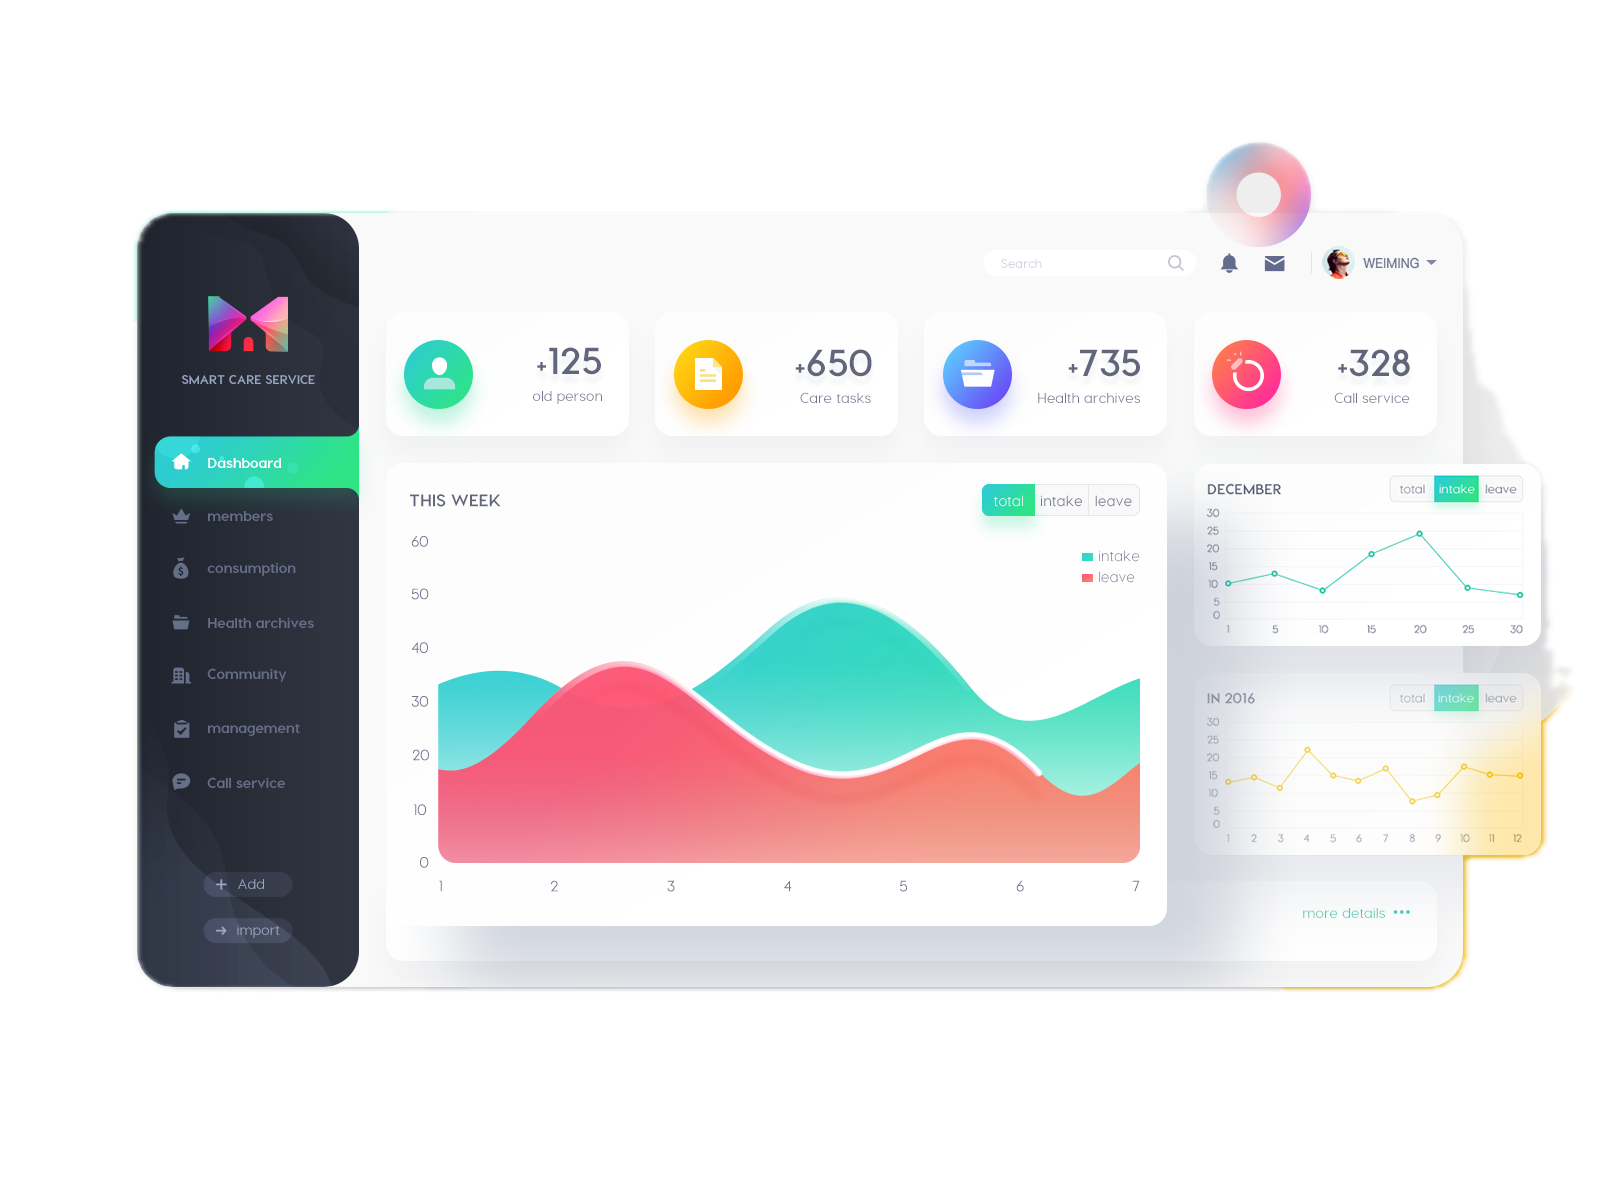 Search
WEIMING
SMART CARE SERVICE
Dashboard
members
consumption
Health archives
Community
management
Call service
+ Add
→ import
+125
old person
+650
Care tasks
+735
Health archives
+328
Call service
THIS WEEK
total intake leave
intake
leave
60
50
40
30
20
10
0
1 2 3 4 5 6 7
DECEMBER
total intake leave
30
25
20
15
10
5
0
1 5 10 15 20 25 30
IN 2016
total intake leave
30
25
20
15
10
5
0
1 2 3 4 5 6 7 8 9 10 11 12
more details •••